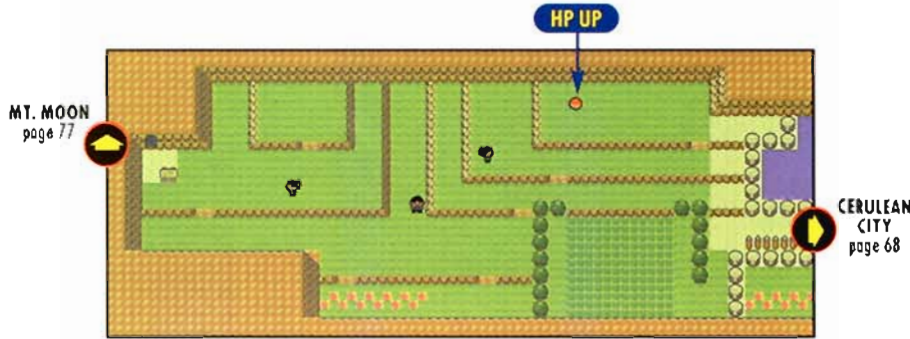 HP UP
MT. MOON
page 77
CERULEAN
CITY
page 68